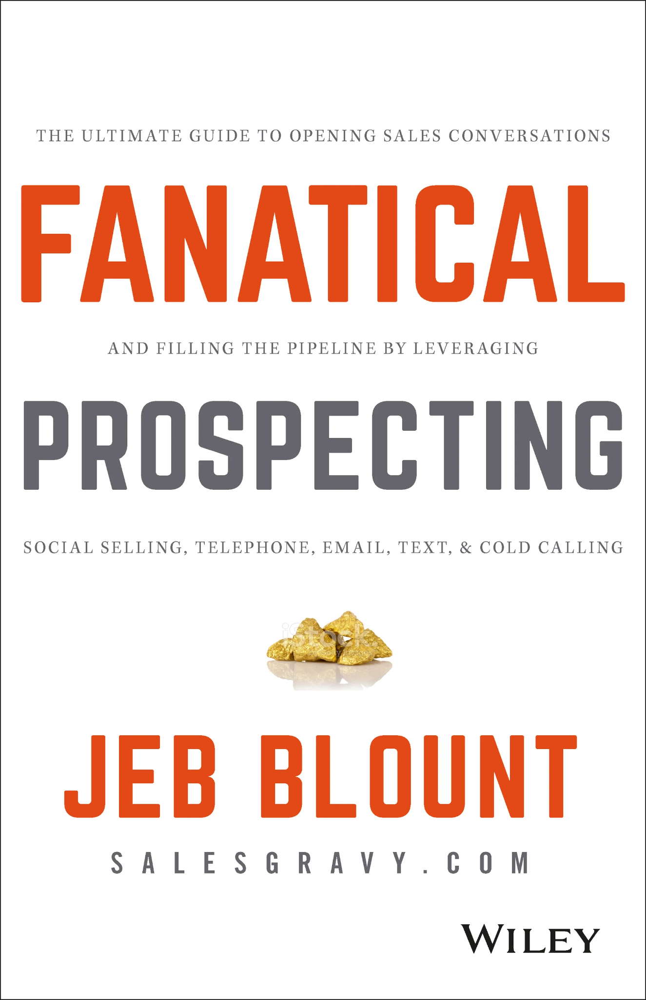 THE ULTIMATE GUIDE TO OPENING SALES CONVERSATIONS
FANATICAL
AND FILLING THE PIPELINE BY LEVERAGING
PROSPECTING
SOCIAL SELLING, TELEPHONE, EMAIL, TEXT, & COLD CALLING
iStock.
by Getty Images
JEB BLOUNT
SALESGRAVY.COM
WILEY